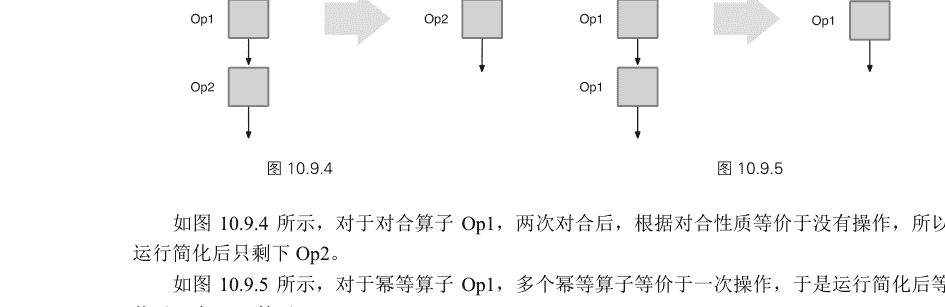 Op1 Op2 Op1 Op1
Op2 Op1
图 10.9.4 图 10.9.5
如图 10.9.4 所示，对于对合算子 Op1，两次对合后，根据对合性质等价于没有操作，所以
运行简化后只剩下 Op2。
如图 10.9.5 所示，对于幂等算子 Op1，多个幂等算子等价于一次操作，于是运行简化后等